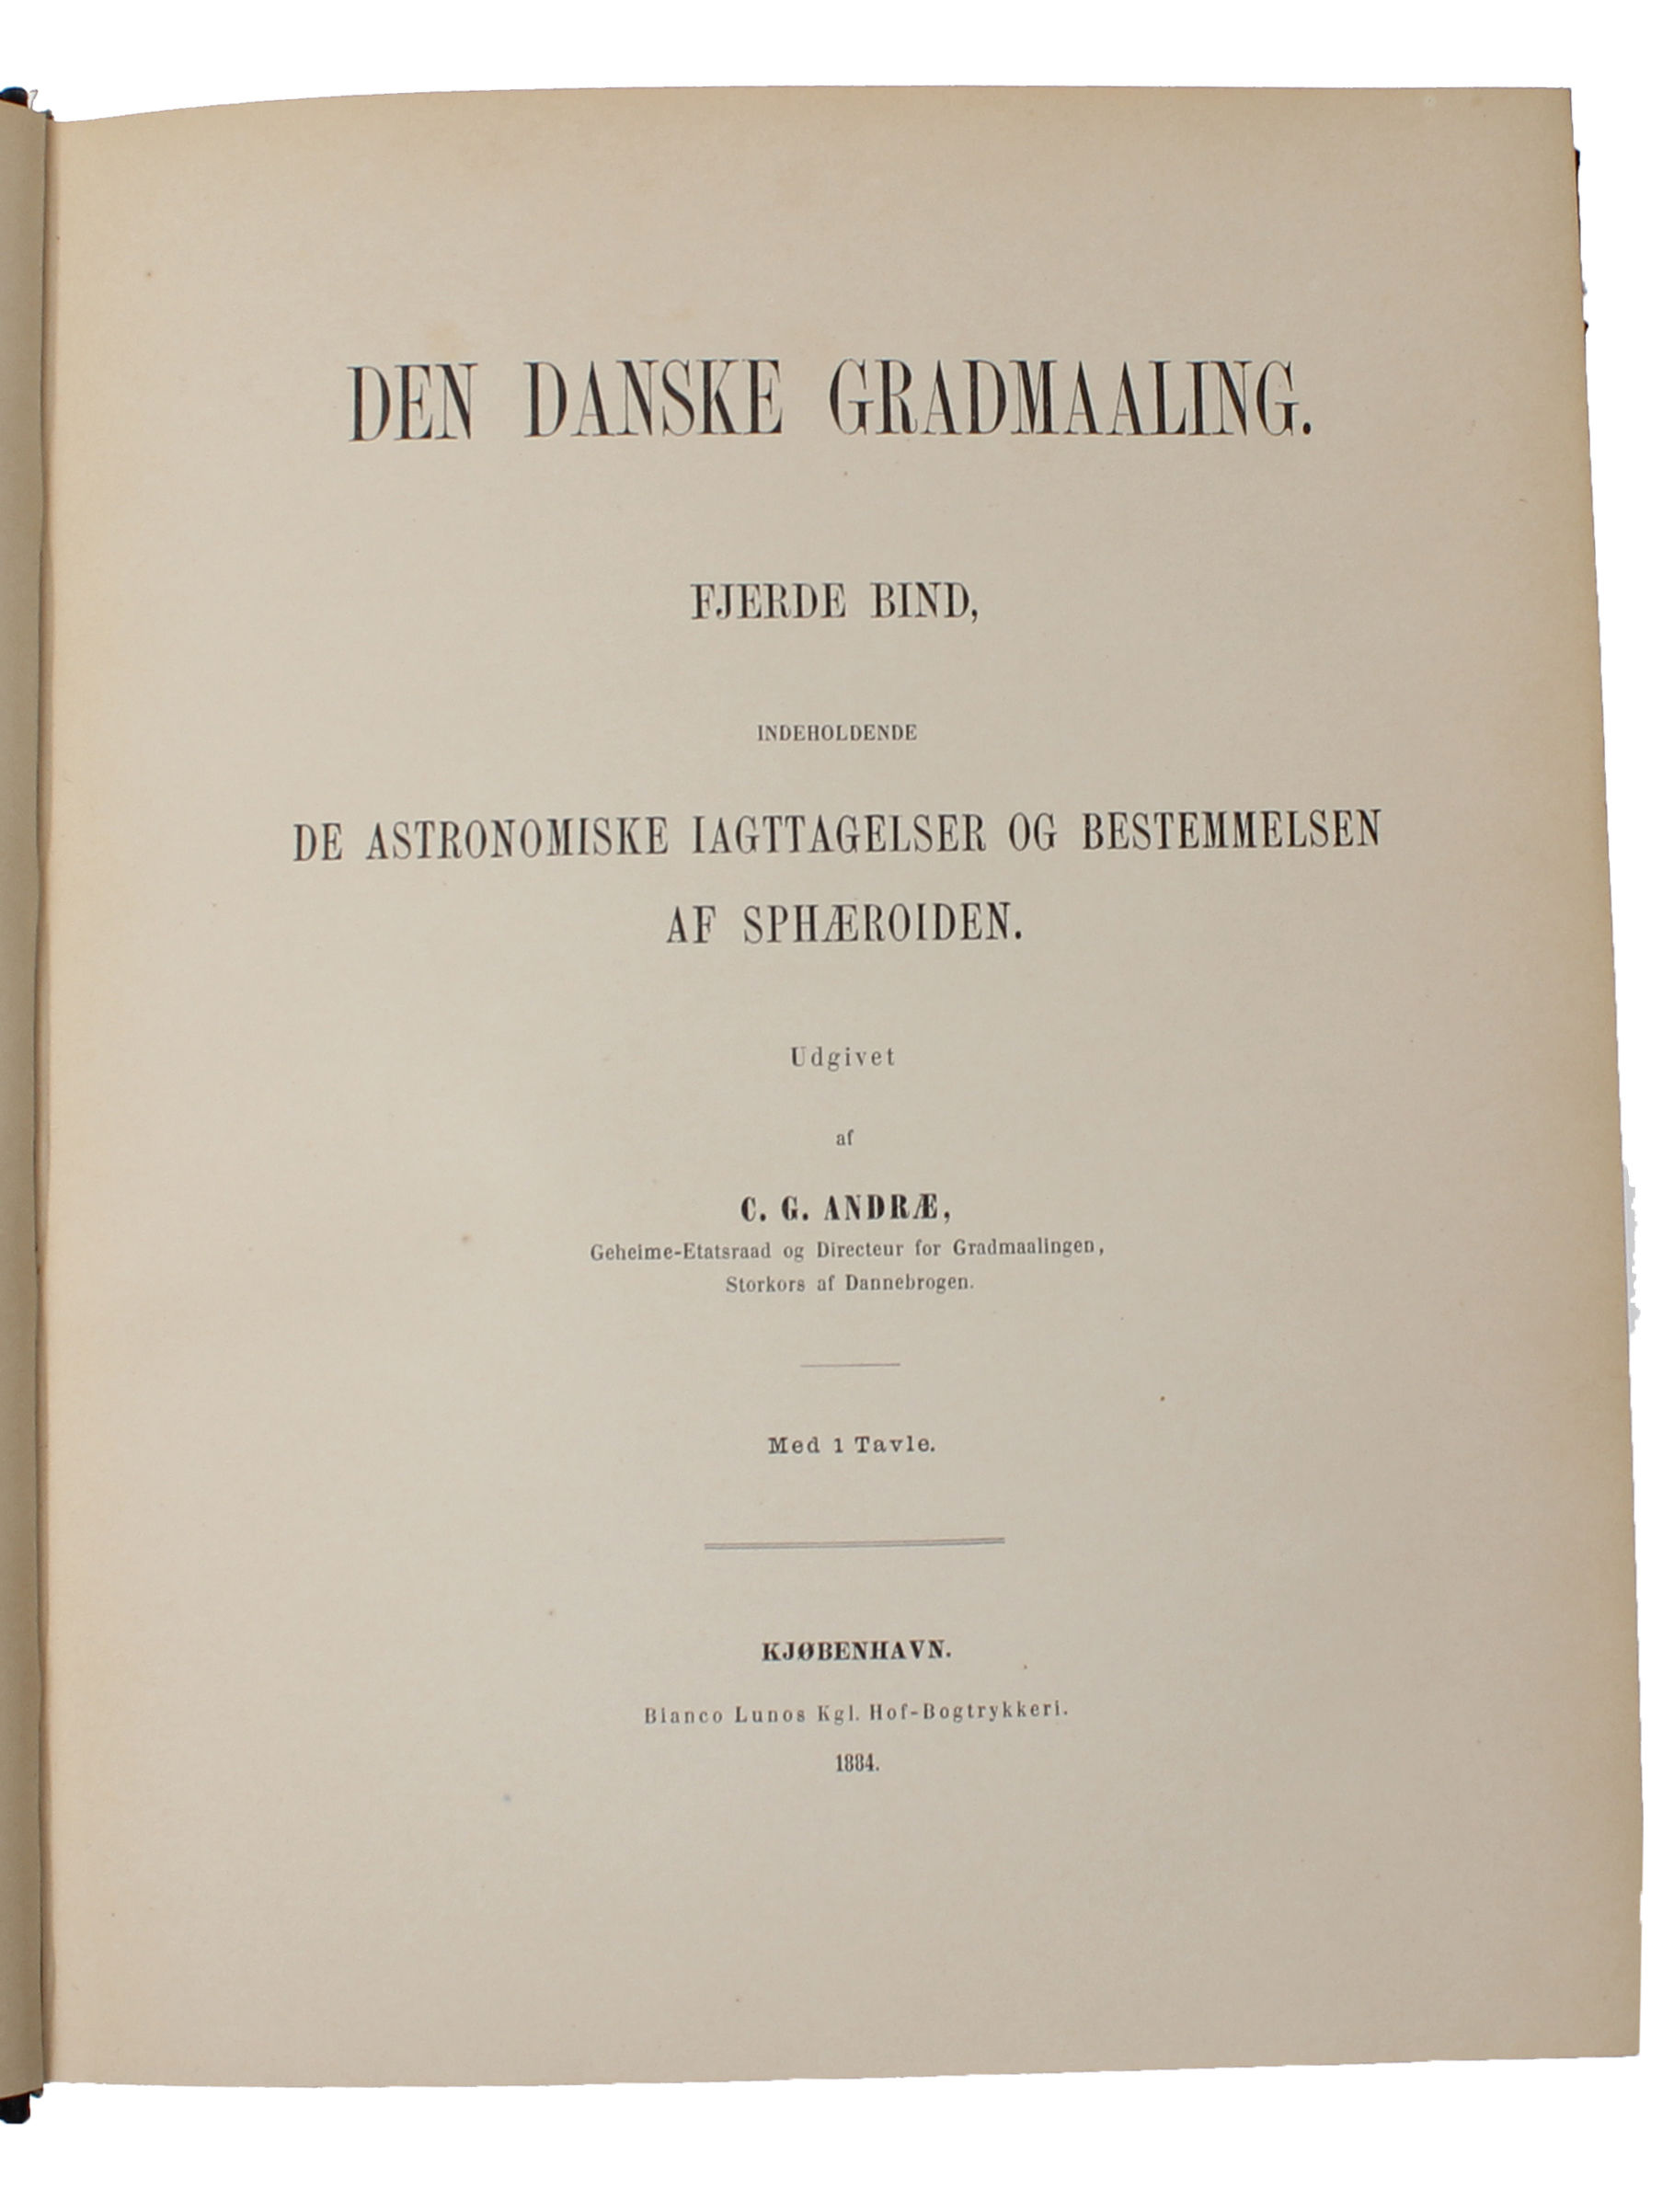 DEN DANSKE GRADMAALING.
FJERDE BIND,
INDEHOLDENDE
DE ASTRONOMISKE IAGTTAGELSER OG BESTEMMELSEN
AF SPHÆROIDEN.
Udgivet
af
C. G. ANDRÆ,
Geheime-Etatsraad og Directeur for Gradmaalingen,
Storkors af Dannebrogen.
Med 1 Tavle.
KJØBENHAVN.
Bianco Lunos Kgl. Hof-Bogtrykkeri.
1884.